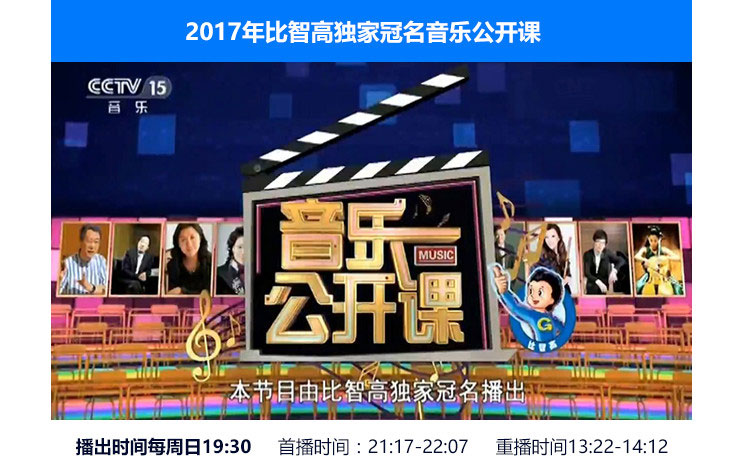 2017年比智高独家冠名音乐公开课
CCTV 15
音乐
音乐
MUSIC
公开课
G
比智高
本节目由比智高独家冠名播出
播出时间每周日19:30 首播时间：21:17-22:07 重播时间13:22-14:12